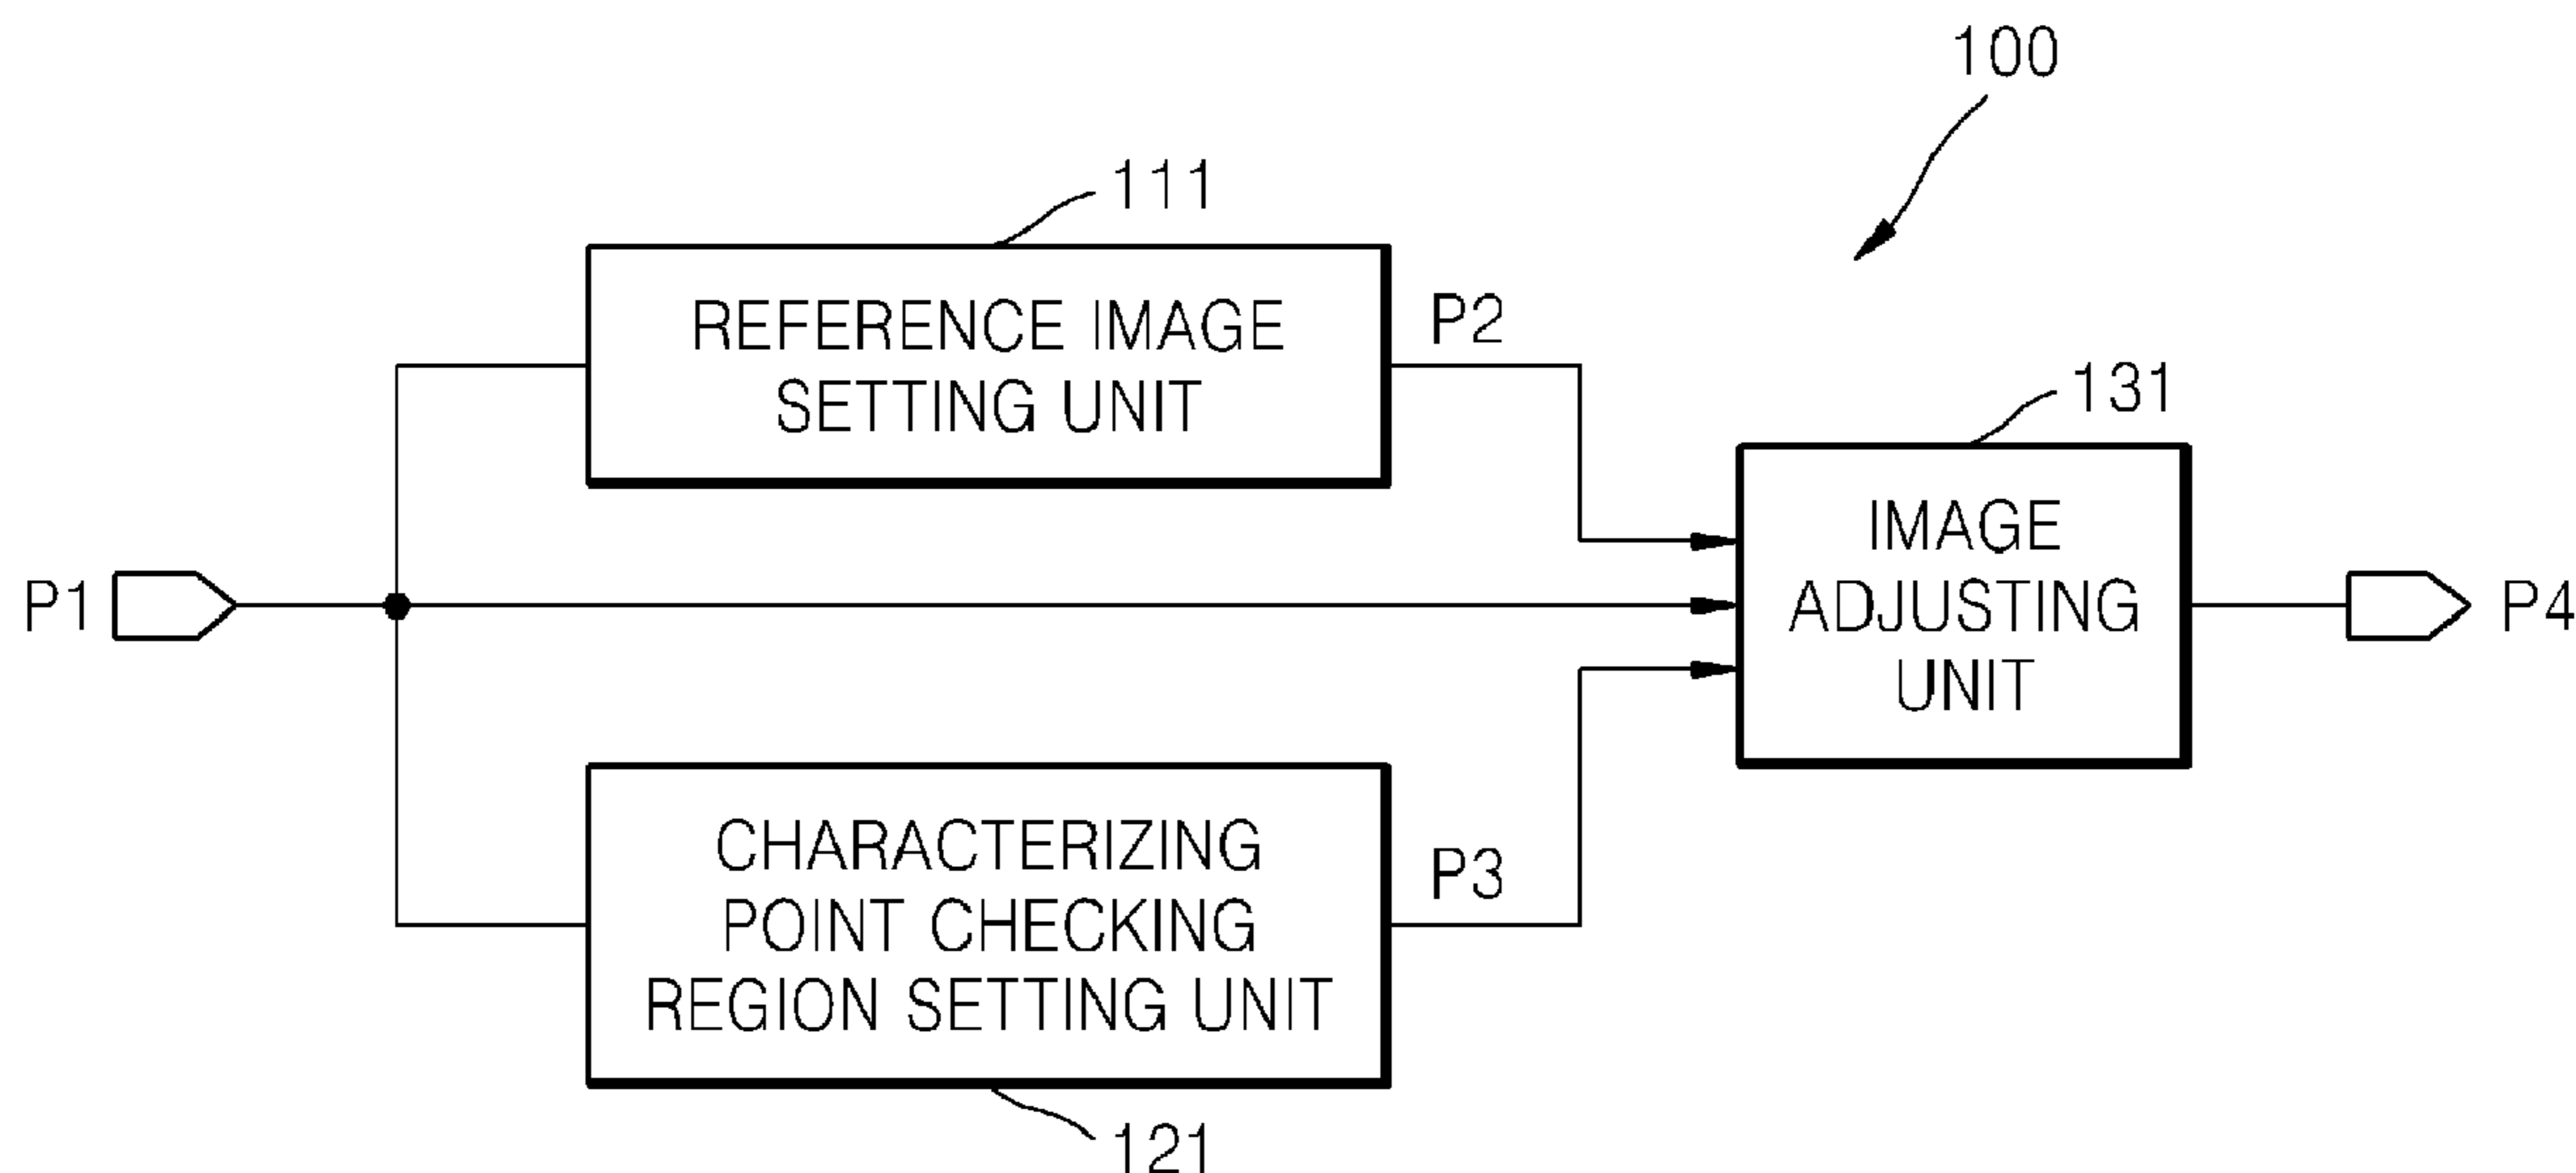 100
111
REFERENCE IMAGE
SETTING UNIT
P2
131
IMAGE
ADJUSTING
UNIT
P1
P4
CHARACTERIZING
POINT CHECKING
REGION SETTING UNIT
P3
121